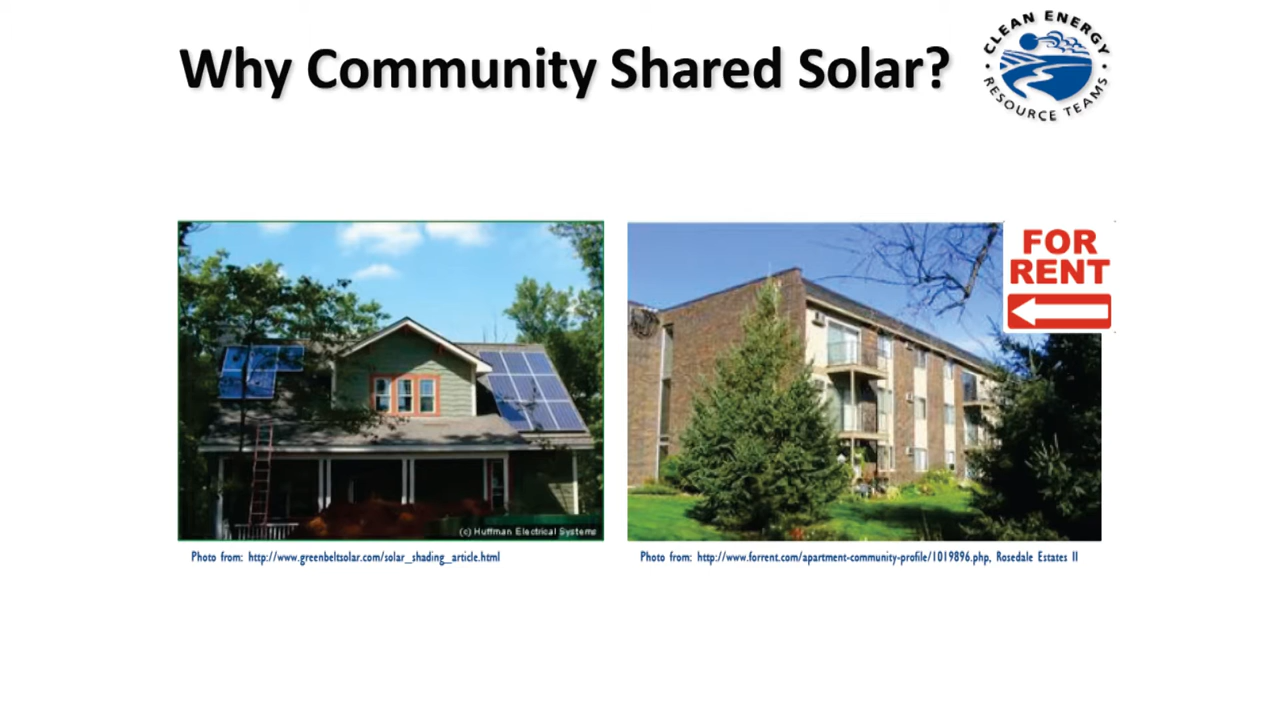 Why Community Shared Solar?
CLEAN ENERGY
RESOURCE TEAMS
FOR
RENT
(c) Huffman Electrical Systems
Photo from: http://www.greenbeltsolar.com/solar_shading_article.html
Photo from: http://www.forrent.com/apartment-community-profile/1019896.php, Rosedale Estates II